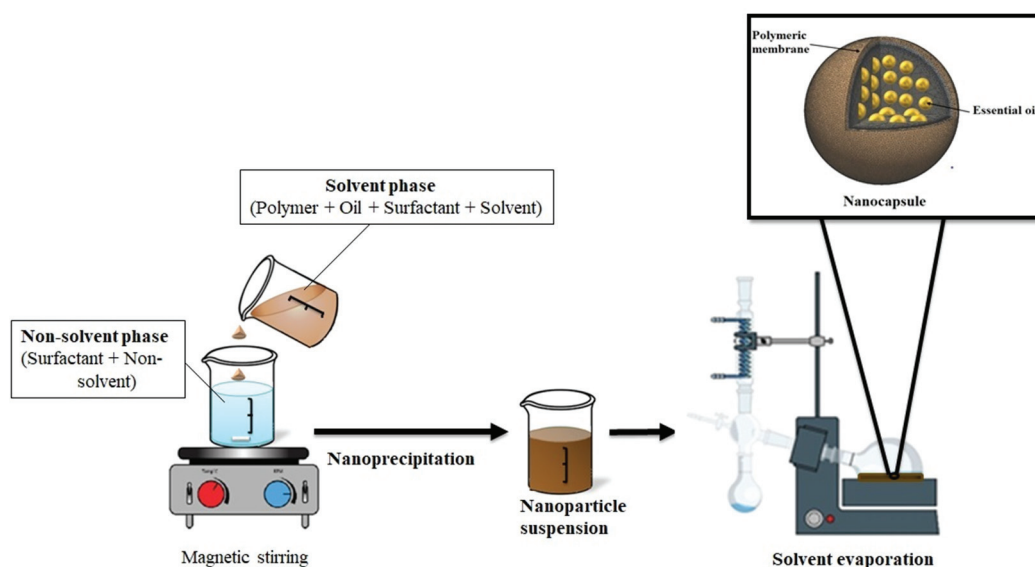 Polymeric
membrane
Essential oi
Nanocapsule
Solvent phase
(Polymer + Oil + Surfactant + Solvent)
Non-solvent phase
(Surfactant + Non-
solvent)
Nanoprecipitation
Nanoparticle
suspension
Magnetic stirring
Solvent evaporation